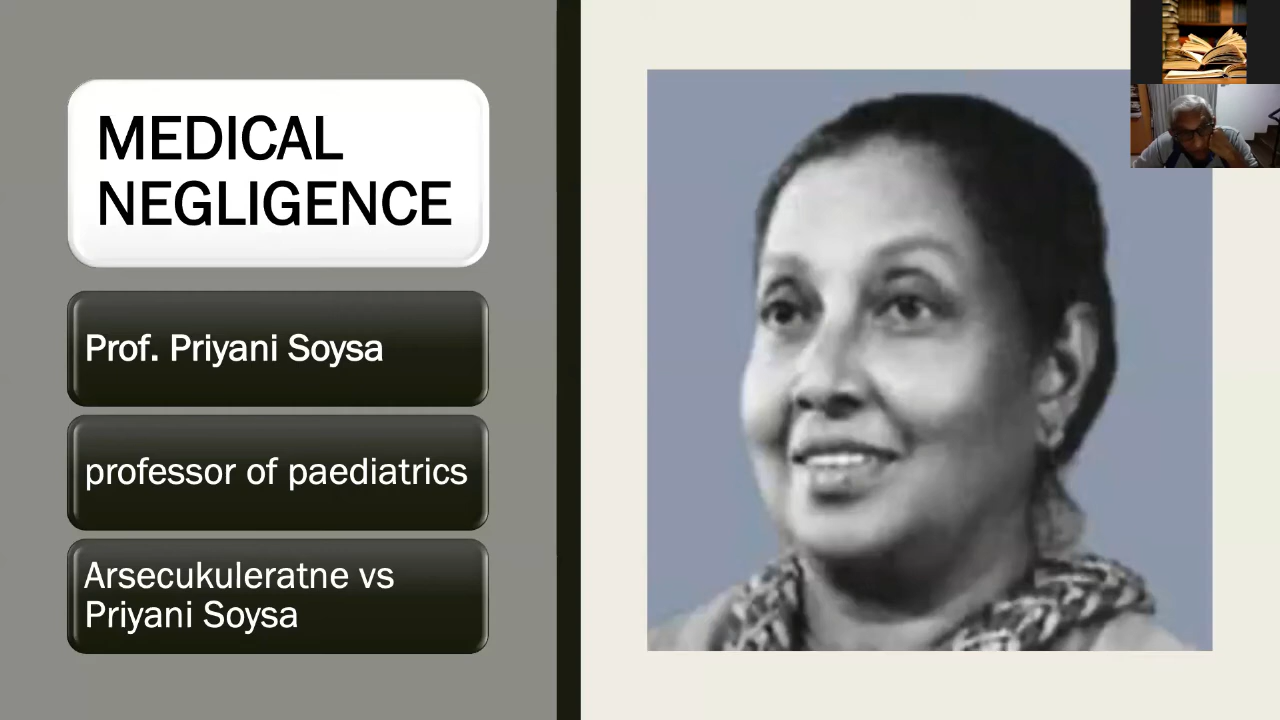 MEDICAL
NEGLIGENCE
Prof. Priyani Soysa
professor of paediatrics
Arsecukuleratne vs
Priyani Soysa